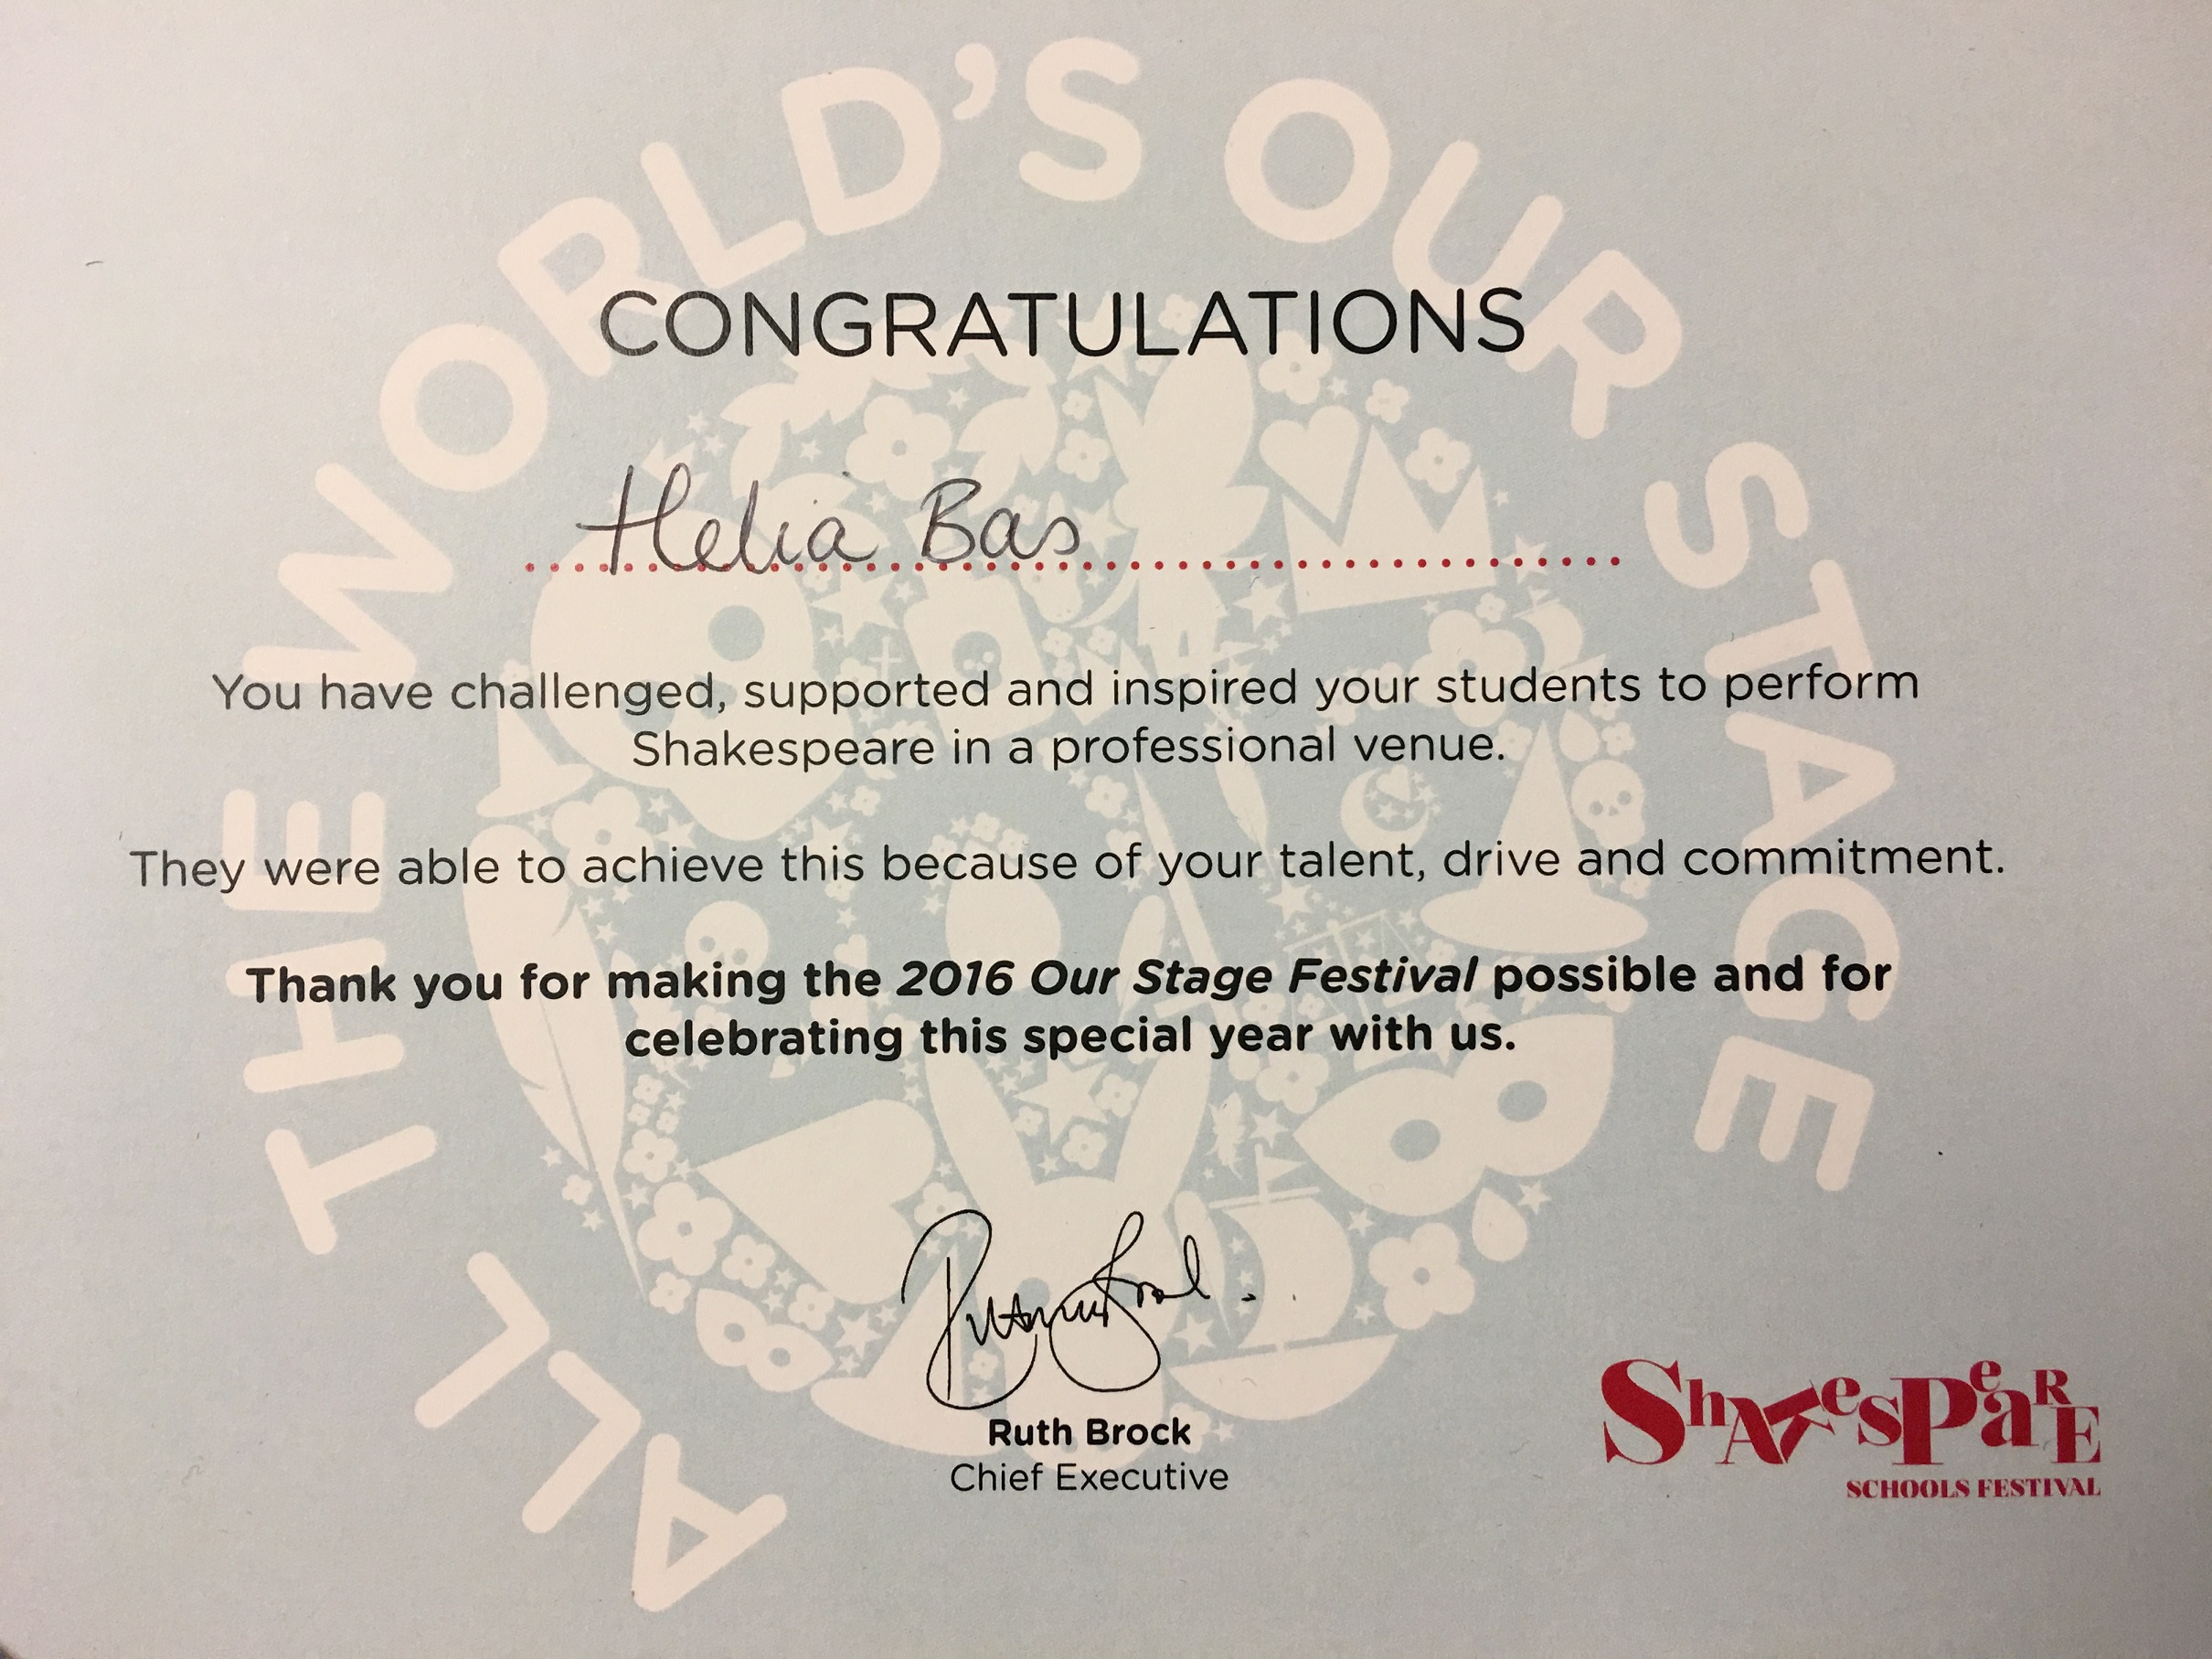 ALL THE WORLD'S OUR STAGE
CONGRATULATIONS
Helia Bas
You have challenged, supported and inspired your students to perform
Shakespeare in a professional venue.
They were able to achieve this because of your talent, drive and commitment.
Thank you for making the 2016 Our Stage Festival possible and for
celebrating this special year with us.
Ruth Brock
Chief Executive
ShAKesPeeaRE
SCHOOLS FESTIVAL